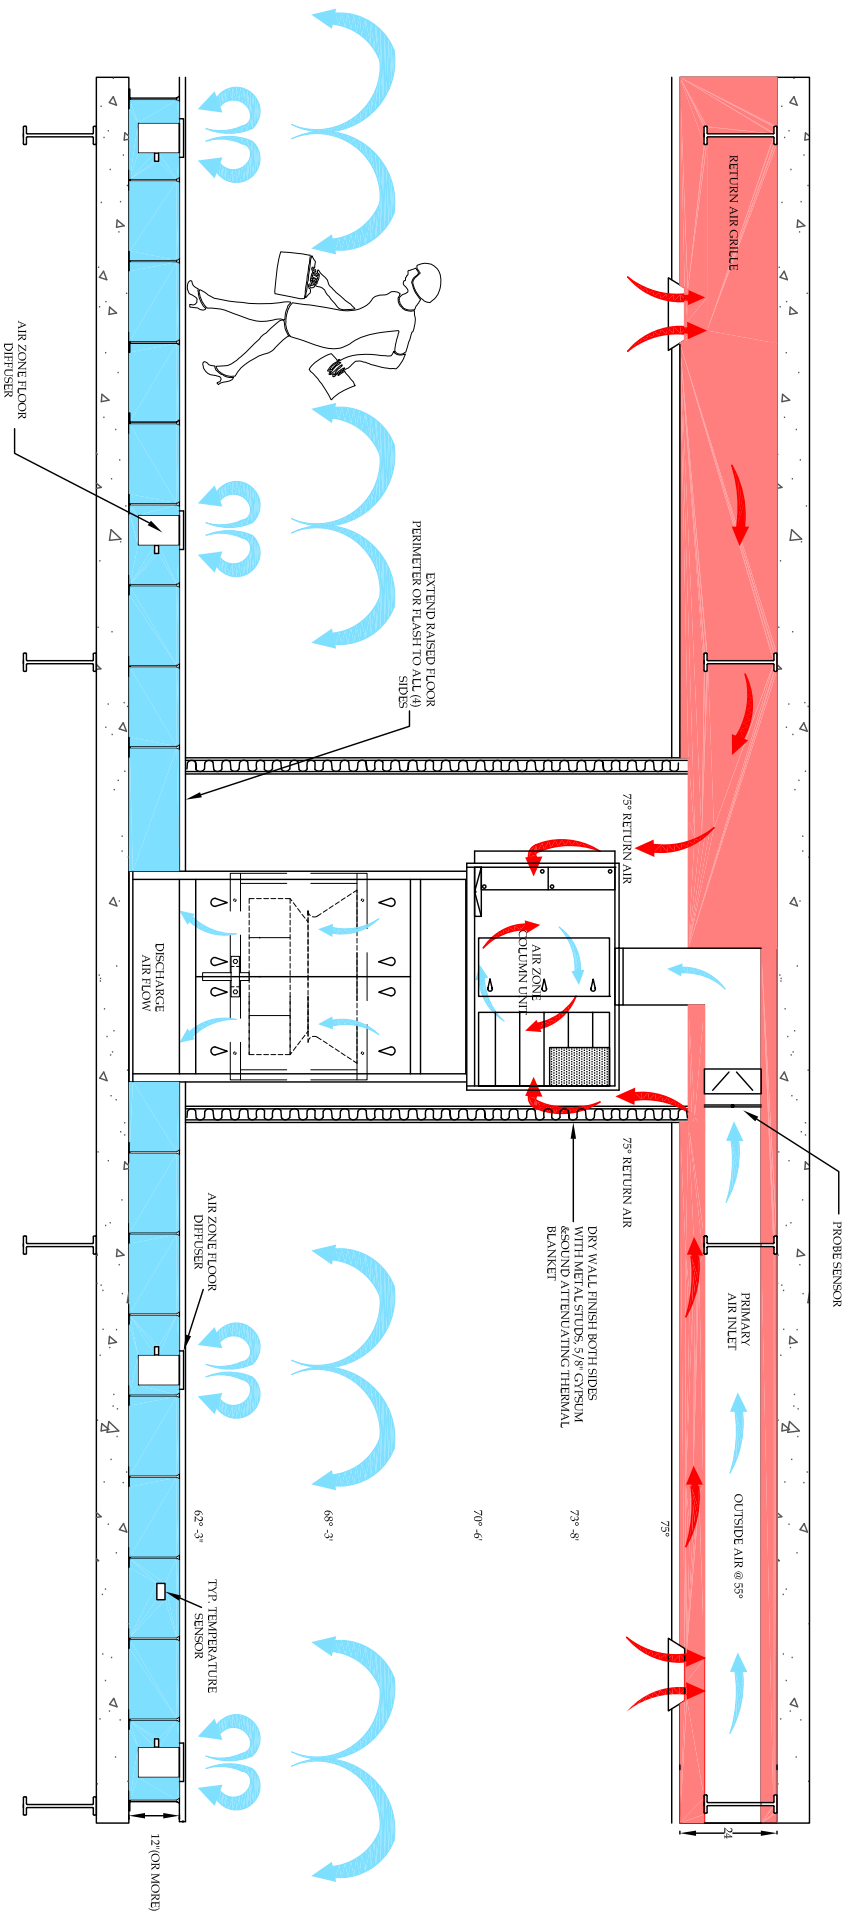 RETURN AIR GRILLE
AIR ZONE FLOOR
DIFFUSER
EXTEND RAISED FLOOR
PERIMETER OR FLASH TO ALL (4)
SIDES
75° RETURN AIR
AIR ZONE
COLUMN UNIT
DISCHARGE
AIR FLOW
75° RETURN AIR
PROBE SENSOR
PRIMARY
AIR INLET
OUTSIDE AIR @ 55°
DRY WALL FINISH BOTH SIDES
WITH METAL STUDS, 5/8" GYPSUM
&SOUND ATTENUATING THERMAL
BLANKET
AIR ZONE FLOOR
DIFFUSER
75°
73° -8'
70° -6'
68° -3'
62° -3"
TYP. TEMPERATURE
SENSOR
24
12"(OR MORE)